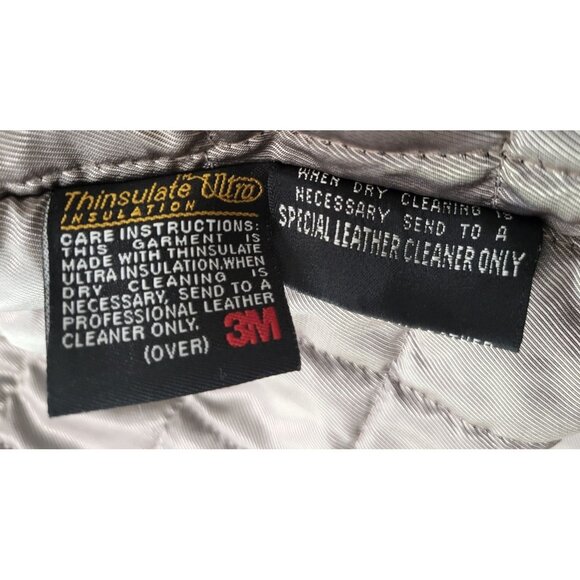 Thinsulate™ Ultra
INSULATION
CARE INSTRUCTIONS:
THIS GARMENT IS
MADE WITH THINSULATE
ULTRA INSULATION, WHEN
DRY CLEANING IS
NECESSARY, SEND TO A
PROFESSIONAL LEATHER
CLEANER ONLY.
(OVER)
3M
WHEN DRY CLEANING IS
NECESSARY SEND TO A
SPECIAL LEATHER CLEANER ONLY